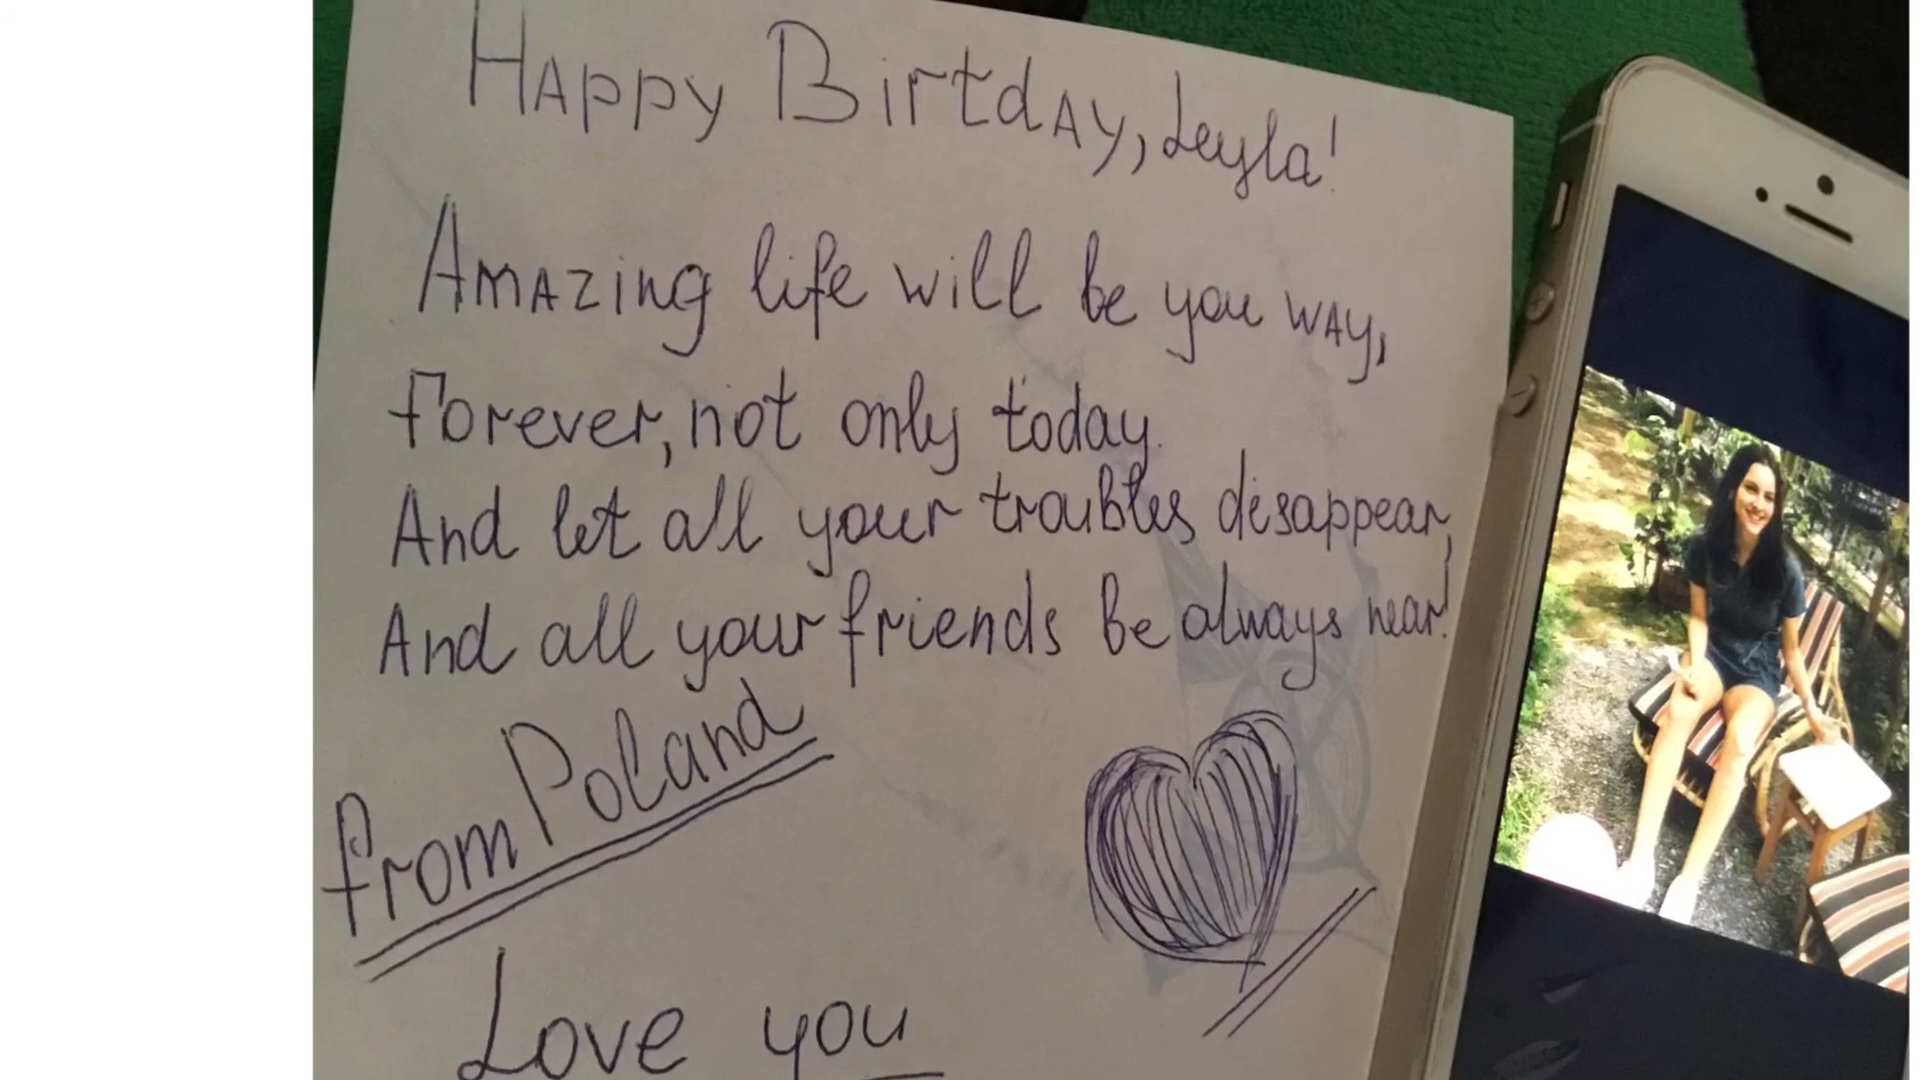 Happy Birtday, Leyla!
Amazing life will be you way,
Forever, not only today.
And let all your troubles desappear,
And all your friends be always near!
from Poland
Love you